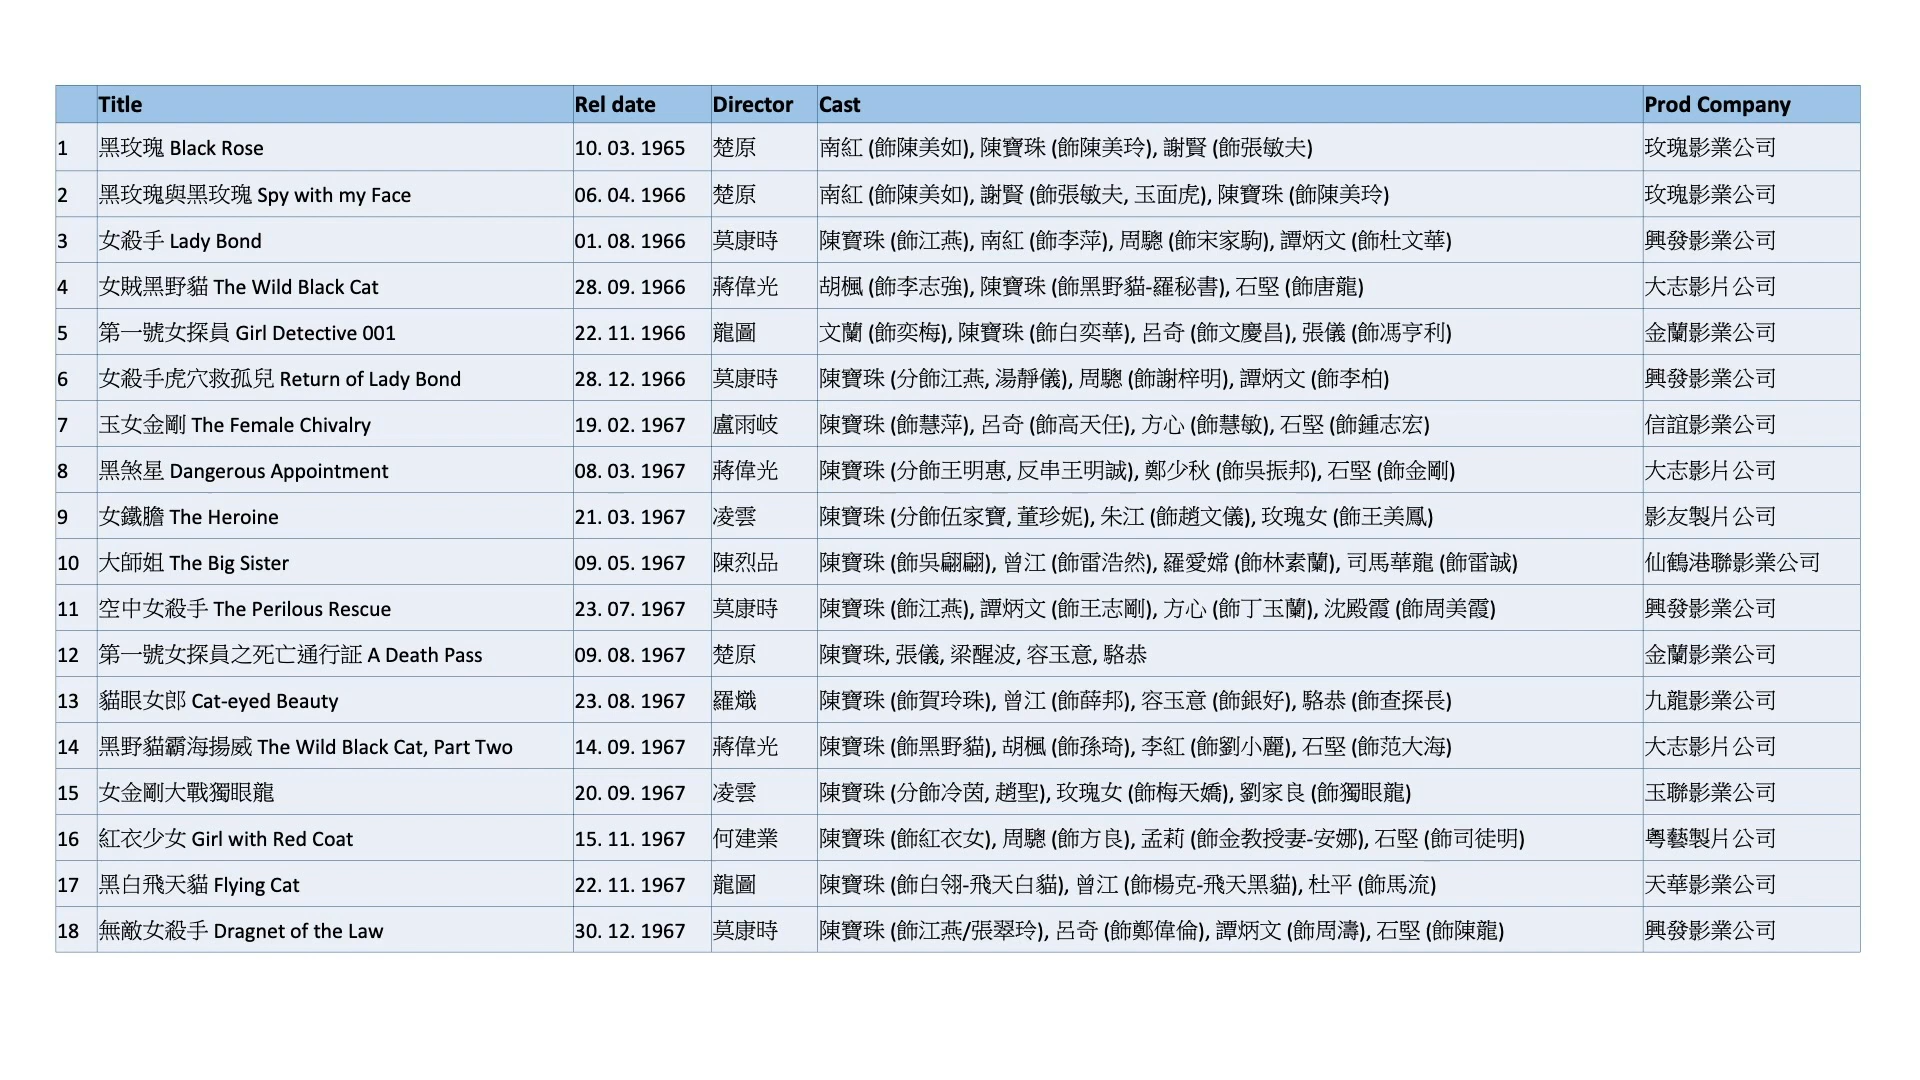 Title Rel date Director Cast Prod Company
1 黑玫瑰 Black Rose 10. 03. 1965 楚原 南紅 (飾陳美如), 陳寶珠 (飾陳美玲), 謝賢 (飾張敏夫) 玫瑰影業公司
2 黑玫瑰與黑玫瑰 Spy with my Face 06. 04. 1966 楚原 南紅 (飾陳美如), 謝賢 (飾張敏夫, 玉面虎), 陳寶珠 (飾陳美玲) 玫瑰影業公司
3 女殺手 Lady Bond 01. 08. 1966 莫康時 陳寶珠 (飾江燕), 南紅 (飾李萍), 周驄 (飾宋家駒), 譚炳文 (飾杜文華) 興發影業公司
4 女賊黑野貓 The Wild Black Cat 28. 09. 1966 蔣偉光 胡楓 (飾李志強), 陳寶珠 (飾黑野貓-羅秘書), 石堅 (飾唐龍) 大志影片公司
5 第一號女探員 Girl Detective 001 22. 11. 1966 龍圖 文蘭 (飾奕梅), 陳寶珠 (飾白奕華), 呂奇 (飾文慶昌), 張儀 (飾馮亨利) 金蘭影業公司
6 女殺手虎穴救孤兒 Return of Lady Bond 28. 12. 1966 莫康時 陳寶珠 (分飾江燕, 湯靜儀), 周驄 (飾謝梓明), 譚炳文 (飾李柏) 興發影業公司
7 玉女金剛 The Female Chivalry 19. 02. 1967 盧雨岐 陳寶珠 (飾慧萍), 呂奇 (飾高天任), 方心 (飾慧敏), 石堅 (飾鍾志宏) 信誼影業公司
8 黑煞星 Dangerous Appointment 08. 03. 1967 蔣偉光 陳寶珠 (分飾王明惠, 反串王明誠), 鄭少秋 (飾吳振邦), 石堅 (飾金剛) 大志影片公司
9 女鐵膽 The Heroine 21. 03. 1967 凌雲 陳寶珠 (分飾伍家寶, 董珍妮), 朱江 (飾趙文儀), 玫瑰女 (飾王美鳳) 影友製片公司
10 大師姐 The Big Sister 09. 05. 1967 陳烈品 陳寶珠 (飾吳翩翩), 曾江 (飾雷浩然), 羅愛嫦 (飾林素蘭), 司馬華龍 (飾雷誠) 仙鶴港聯影業公司
11 空中女殺手 The Perilous Rescue 23. 07. 1967 莫康時 陳寶珠 (飾江燕), 譚炳文 (飾王志剛), 方心 (飾丁玉蘭), 沈殿霞 (飾周美霞) 興發影業公司
12 第一號女探員之死亡通行証 A Death Pass 09. 08. 1967 楚原 陳寶珠, 張儀, 梁醒波, 容玉意, 駱恭 金蘭影業公司
13 貓眼女郎 Cat-eyed Beauty 23. 08. 1967 羅熾 陳寶珠 (飾賀玲珠), 曾江 (飾薛邦), 容玉意 (飾銀好), 駱恭 (飾查探長) 九龍影業公司
14 黑野貓霸海揚威 The Wild Black Cat, Part Two 14. 09. 1967 蔣偉光 陳寶珠 (飾黑野貓), 胡楓 (飾孫琦), 李紅 (飾劉小麗), 石堅 (飾范大海) 大志影片公司
15 女金剛大戰獨眼龍 20. 09. 1967 凌雲 陳寶珠 (分飾冷茵, 趙聖), 玫瑰女 (飾梅天嬌), 劉家良 (飾獨眼龍) 玉聯影業公司
16 紅衣少女 Girl with Red Coat 15. 11. 1967 何建業 陳寶珠 (飾紅衣女), 周驄 (飾方良), 孟莉 (飾金教授妻-安娜), 石堅 (飾司徒明) 粵藝製片公司
17 黑白飛天貓 Flying Cat 22. 11. 1967 龍圖 陳寶珠 (飾白翎-飛天白貓), 曾江 (飾楊克-飛天黑貓), 杜平 (飾馬流) 天華影業公司
18 無敵女殺手 Dragnet of the Law 30. 12. 1967 莫康時 陳寶珠 (飾江燕/張翠玲), 呂奇 (飾鄭偉倫), 譚炳文 (飾周濤), 石堅 (飾陳龍) 興發影業公司